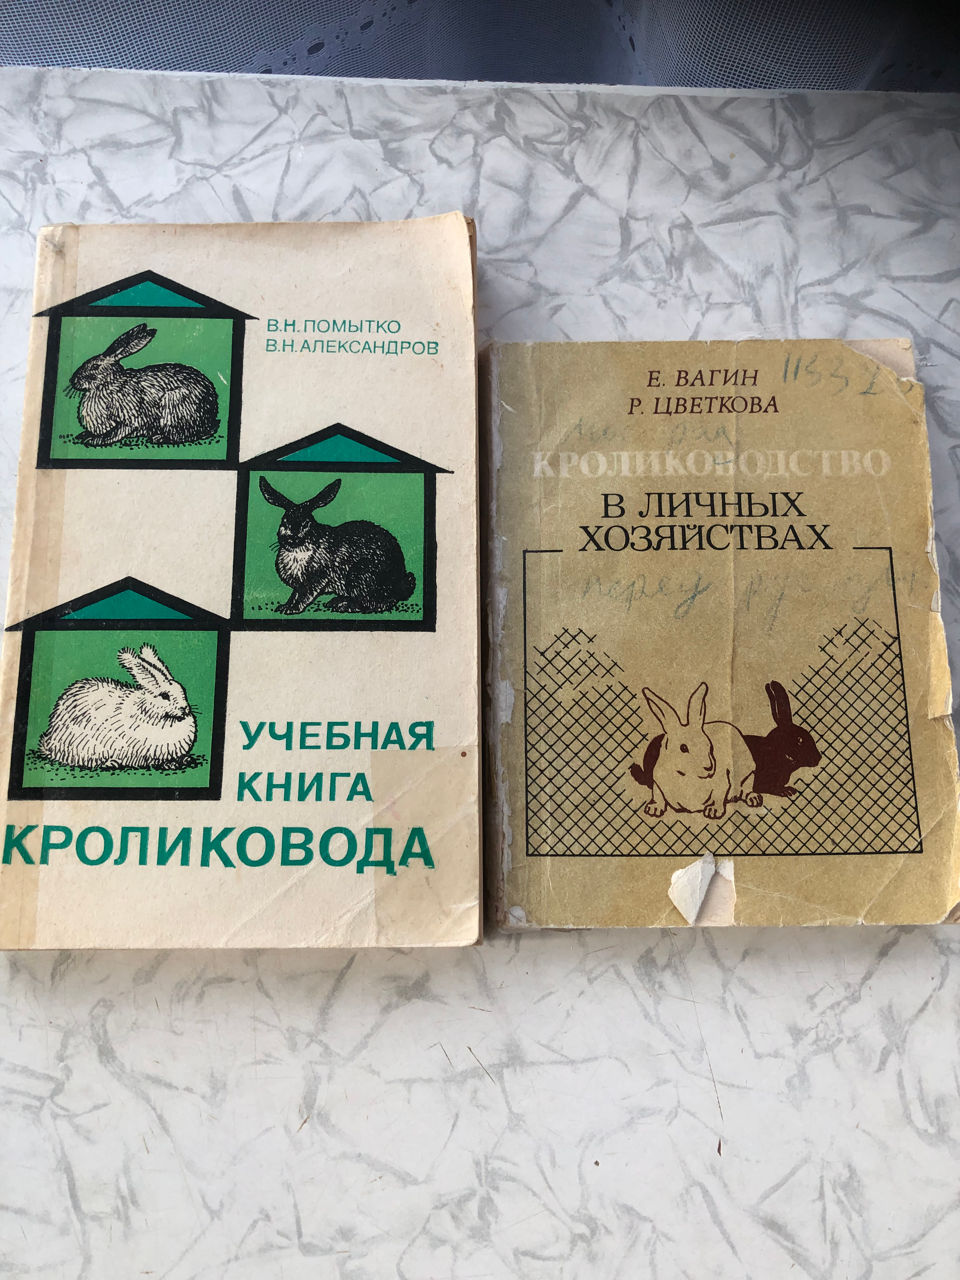 В.Н. ПОМЫТКО
В.Н. АЛЕКСАНДРОВ
УЧЕБНАЯ
КНИГА
КРОЛИКОВОДА
Е. ВАГИН
Р. ЦВЕТКОВА
КРОЛИКОВОДСТВО
В ЛИЧНЫХ
ХОЗЯЙСТВАХ